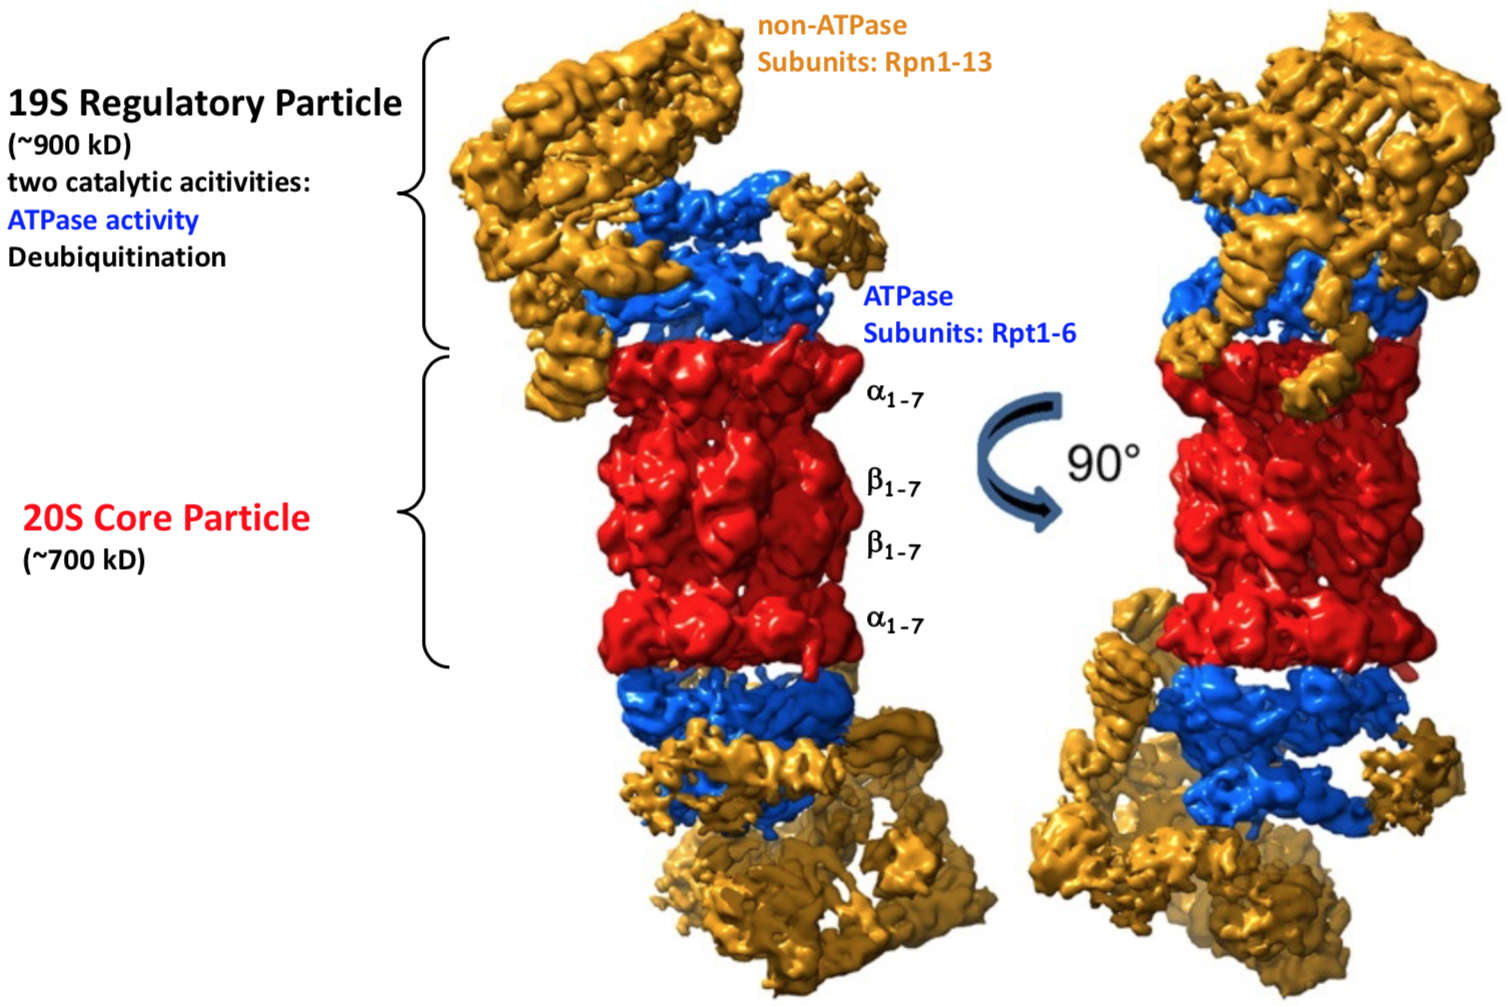 non-ATPase
Subunits: Rpn1-13
19S Regulatory Particle
(~900 kD)
two catalytic acitivities:
ATPase activity
Deubiquitination
ATPase
Subunits: Rpt1-6
α1-7
β1-7
90°
20S Core Particle
(~700 kD)
β1-7
α1-7